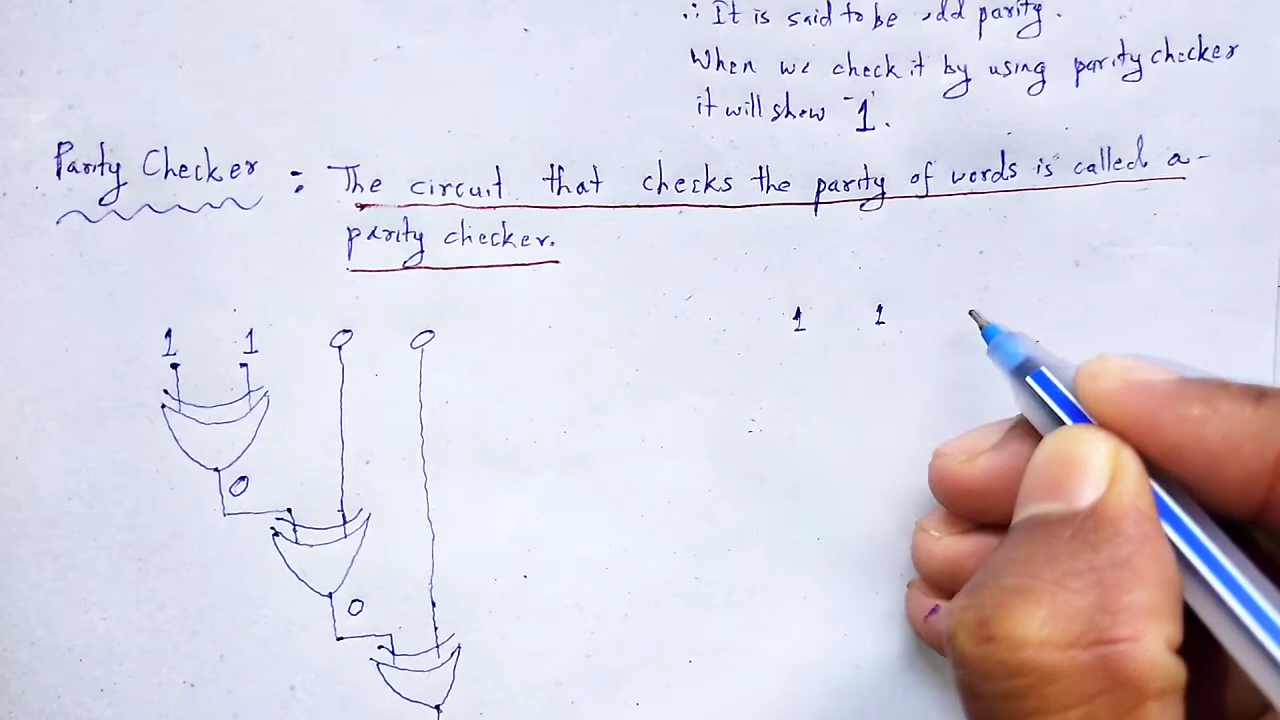 ∴ It is said to be odd parity.
When we check it by using parity checker
it will show "1".
Parity Checker : The circuit that checks the parity of words is called a-
parity checker.
1 1 0 0
1 1
0
0